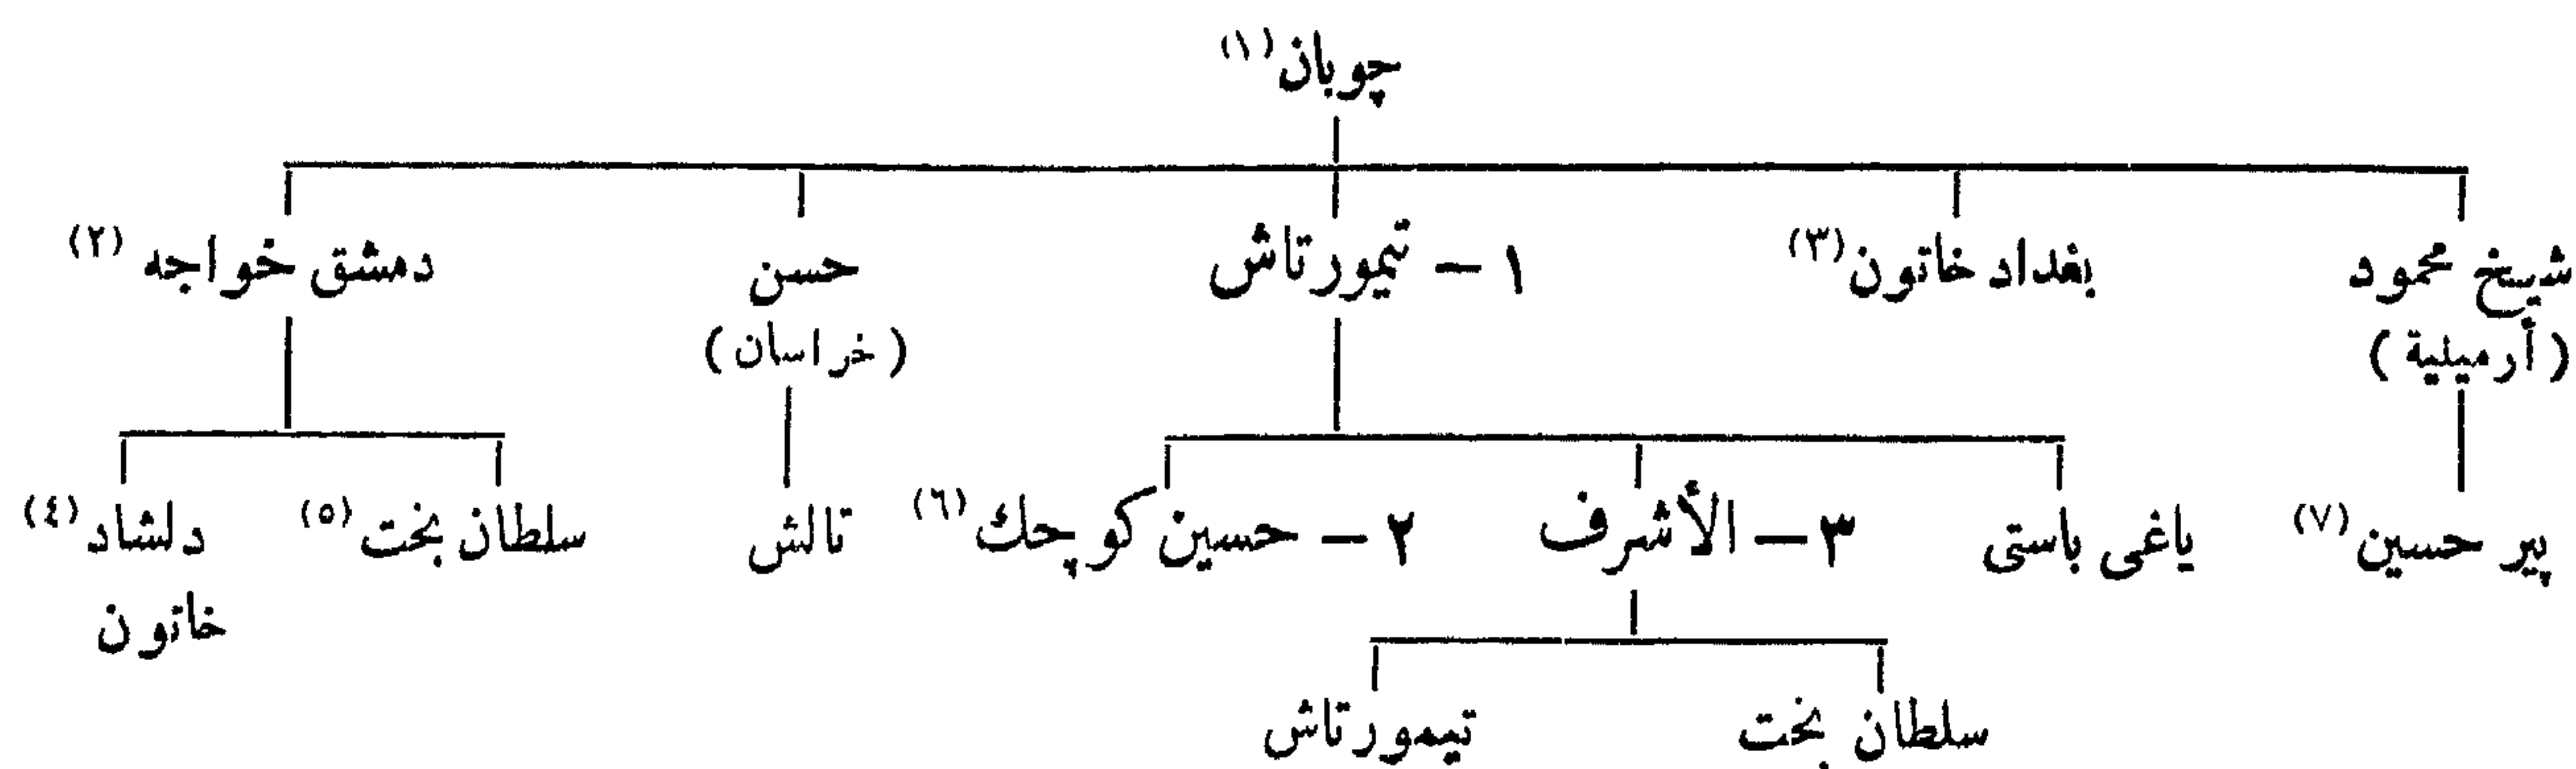 چوبان (١)
شيخ محمود
(أرمينية)
بغداد خاتون (٣)
١ – تيمورتاش
حسن
(خراسان)
دمشق خواجه (٢)
پير حسين (٧)
ياغى باستى
٣ – الأشرف
٢ – حسين كوچك (٦)
تالش
سلطان بخت (٥)
دلشاد (٤)
خاتون
سلطان بخت
تيمورتاش